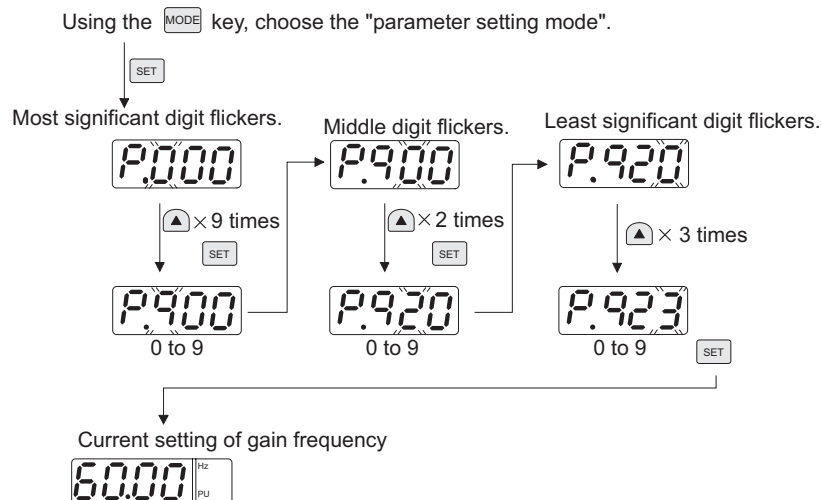 Using the MODE key, choose the "parameter setting mode".
SET
Most significant digit flickers.
Middle digit flickers.
Least significant digit flickers.
P.000
P.900
P.920
▲ × 9 times
SET
▲ × 2 times
SET
▲ × 3 times
P.900
P.920
P.923
0 to 9
0 to 9
0 to 9
SET
Current setting of gain frequency
60.00
Hz
PU